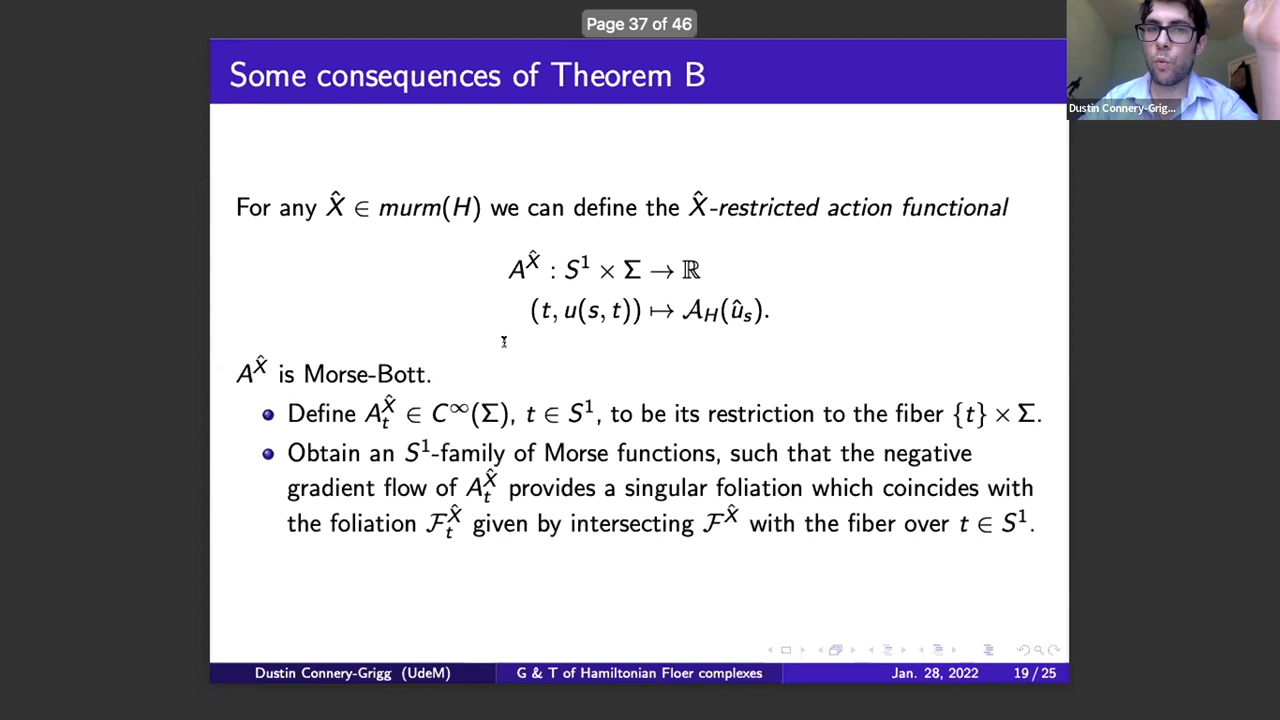 Page 37 of 46
Some consequences of Theorem B
Dustin Connery-Grig...
For any X̂ ∈ murm(H) we can define the X̂-restricted action functional
A^X̂ : S¹ × Σ → ℝ
(t, u(s, t)) ↦ 𝒜_H(û_s).
A^X̂ is Morse-Bott.
Define A_t^X̂ ∈ C^∞(Σ), t ∈ S¹, to be its restriction to the fiber {t} × Σ.
Obtain an S¹-family of Morse functions, such that the negative
gradient flow of A_t^X̂ provides a singular foliation which coincides with
the foliation ℱ_t^X̂ given by intersecting ℱ^X̂ with the fiber over t ∈ S¹.
Dustin Connery-Grigg (UdeM) G & T of Hamiltonian Floer complexes Jan. 28, 2022 19 / 25